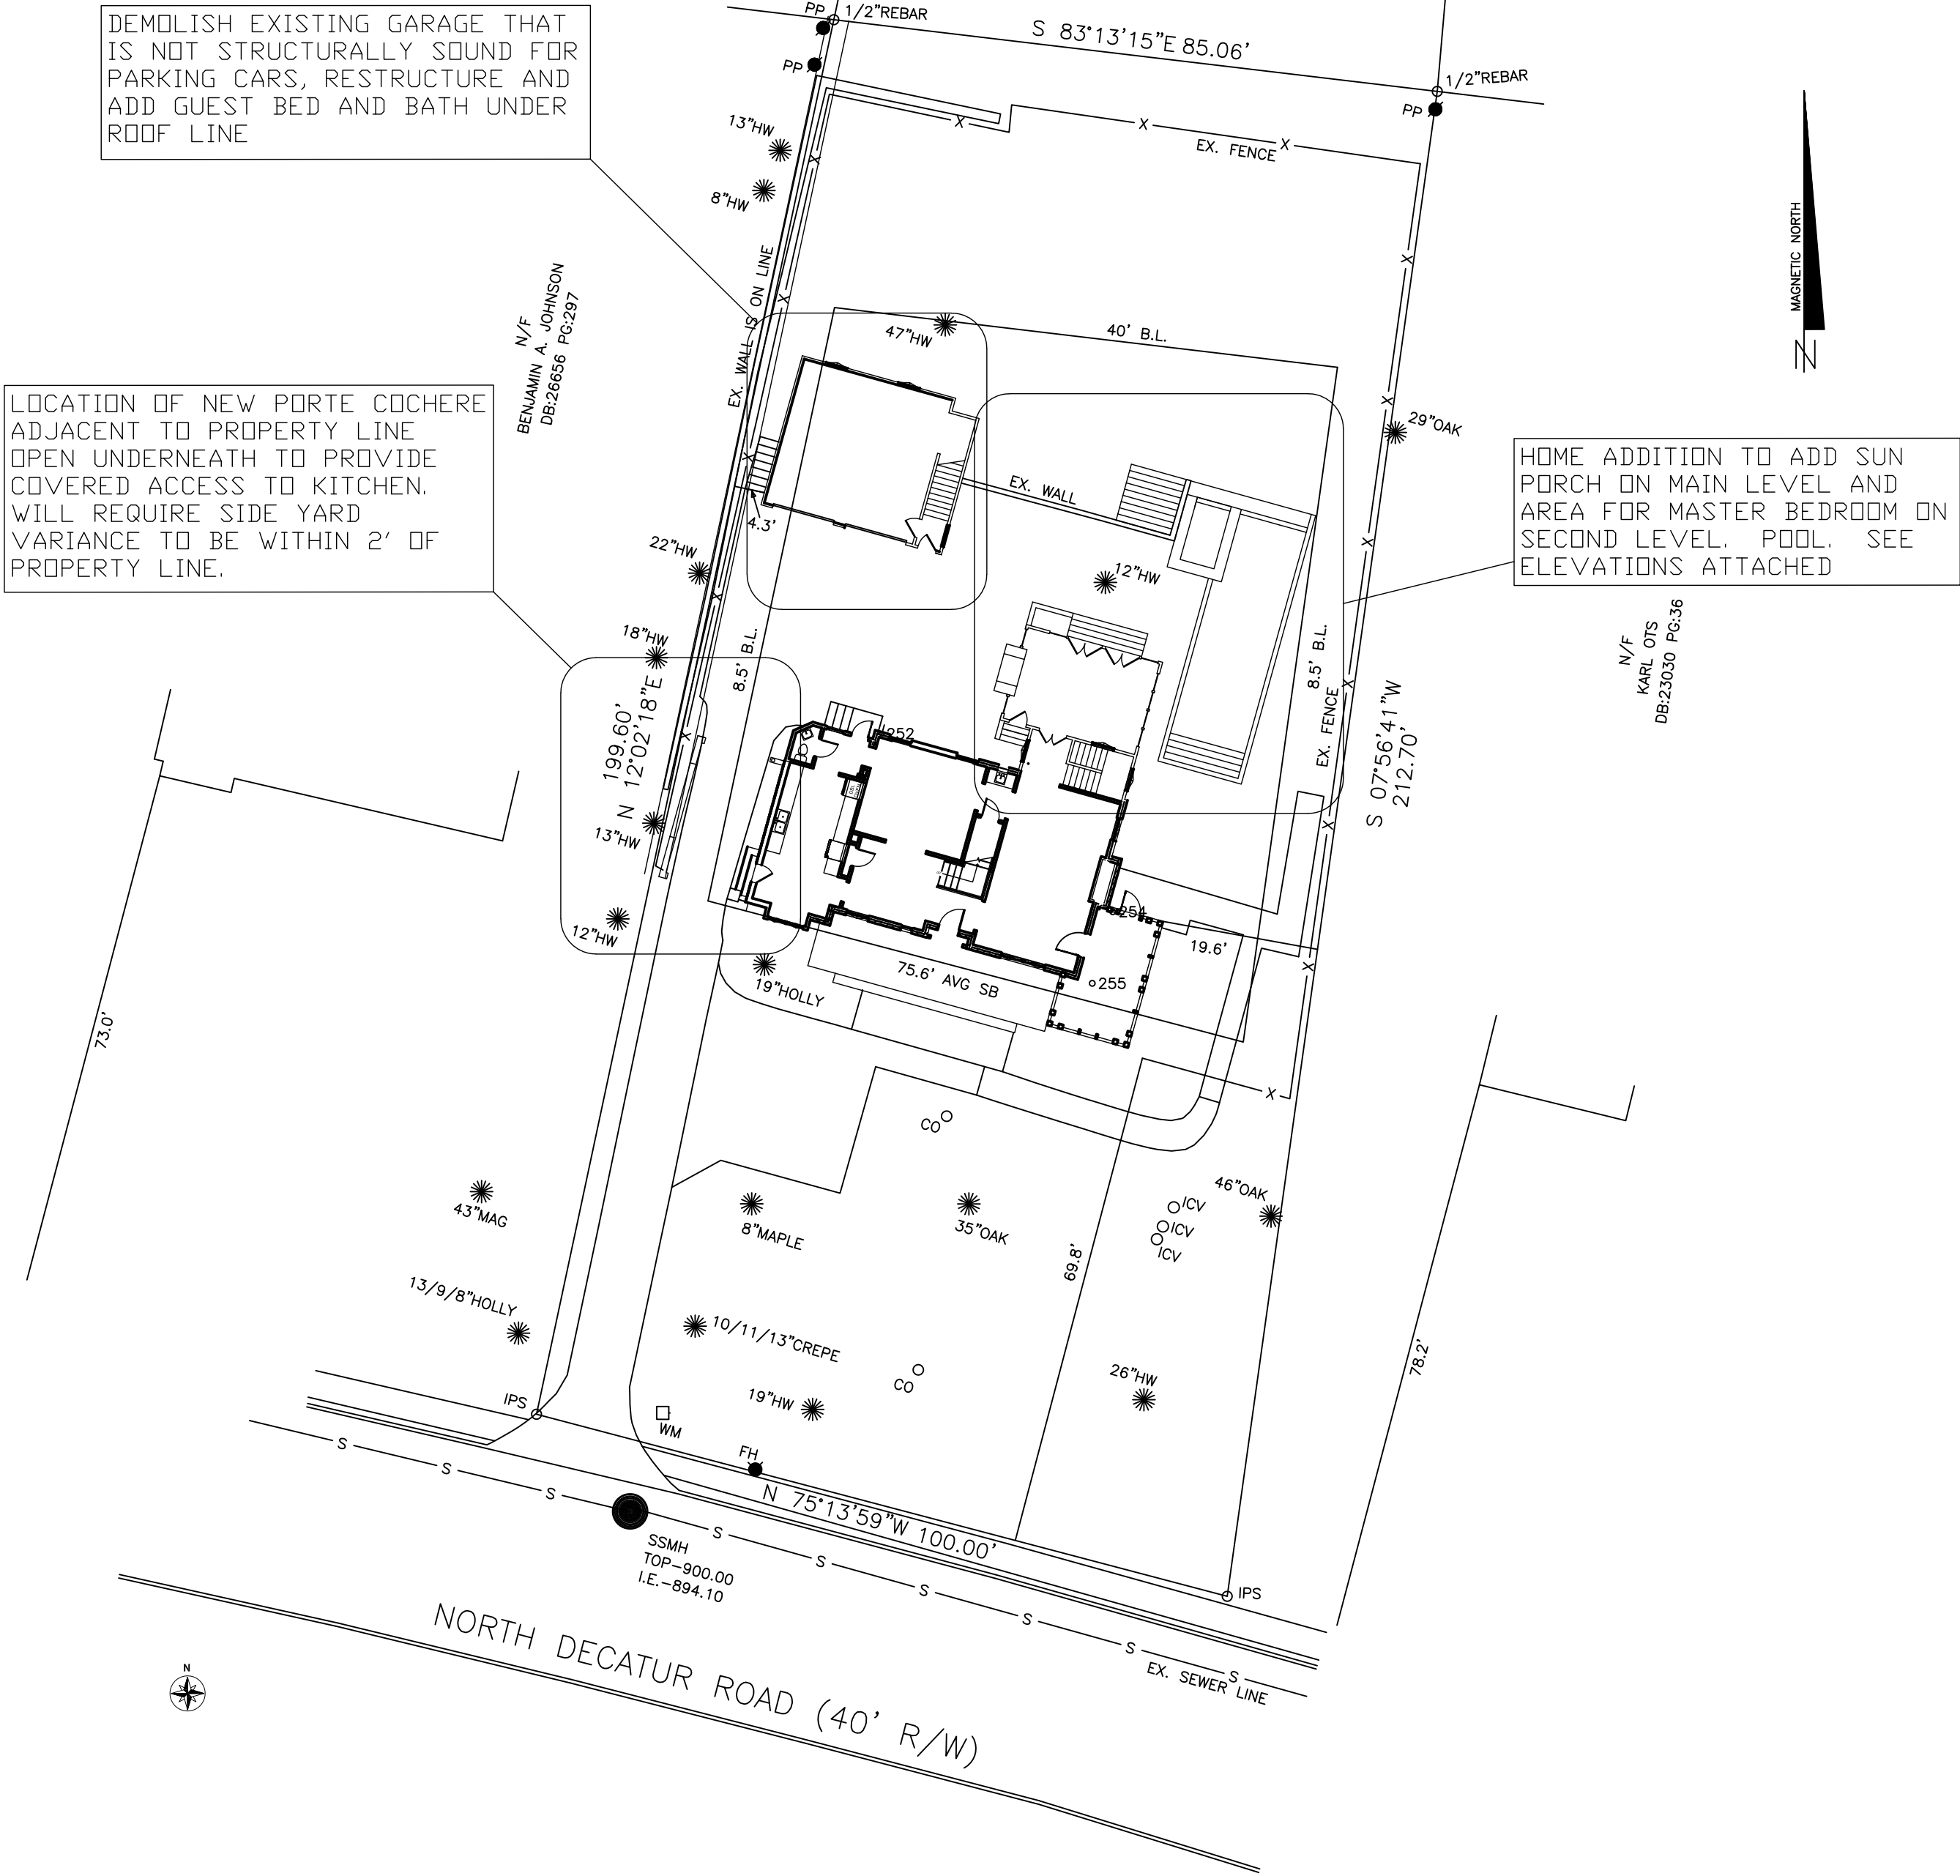 DEMOLISH EXISTING GARAGE THAT
IS NOT STRUCTURALLY SOUND FOR
PARKING CARS, RESTRUCTURE AND
ADD GUEST BED AND BATH UNDER
ROOF LINE
PP
1/2"REBAR
PP
S 83°13'15"E 85.06'
1/2"REBAR
PP
X
X
X
EX. FENCE
13"HW
8"HW
X
X
EX. WALL IS ON LINE
N/F
BENJAMIN A. JOHNSON
DB:26656 PG:297
MAGNETIC NORTH
N
47"HW
40' B.L.
X
X
29"OAK
LOCATION OF NEW PORTE COCHERE
ADJACENT TO PROPERTY LINE
OPEN UNDERNEATH TO PROVIDE
COVERED ACCESS TO KITCHEN.
WILL REQUIRE SIDE YARD
VARIANCE TO BE WITHIN 2' OF
PROPERTY LINE.
HOME ADDITION TO ADD SUN
PORCH ON MAIN LEVEL AND
AREA FOR MASTER BEDROOM ON
SECOND LEVEL. POOL. SEE
ELEVATIONS ATTACHED
X
4.3'
EX. WALL
X
22"HW
X
12"HW
18"HW
8.5' B.L.
8.5' B.L.
N/F
KARL OTS
DB:23030 PG:36
199.60'
N 12°02'18"E
X
252
X
EX. FENCE
S 07°56'41"W
212.70'
13"HW
X
12"HW
254
19.6'
X
19"HOLLY
75.6' AVG SB
255
73.0'
X
CO
43"MAG
8"MAPLE
35"OAK
46"OAK
ICV
ICV
ICV
69.8'
13/9/8"HOLLY
10/11/13"CREPE
CO
19"HW
26"HW
78.2'
IPS
WM
FH
S
S
S
N 75°13'59"W 100.00'
SSMH
TOP-900.00
I.E.-894.10
S
S
S
S
S
S
IPS
EX. SEWER LINE
NORTH DECATUR ROAD (40' R/W)
N